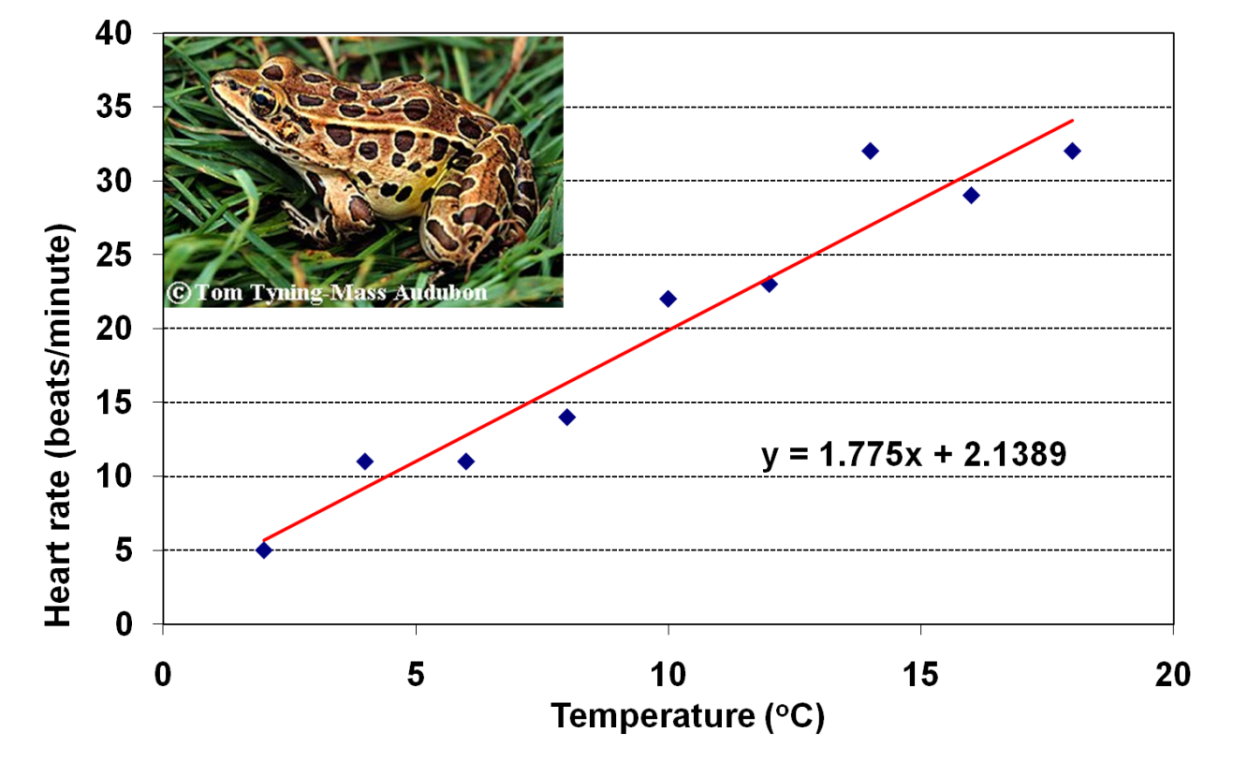 40
35
30
25
20
15
10
5
0
Heart rate (beats/minute)
©Tom Tyning-Mass Audubon
y = 1.775x + 2.1389
0 5 10 15 20
Temperature (oC)